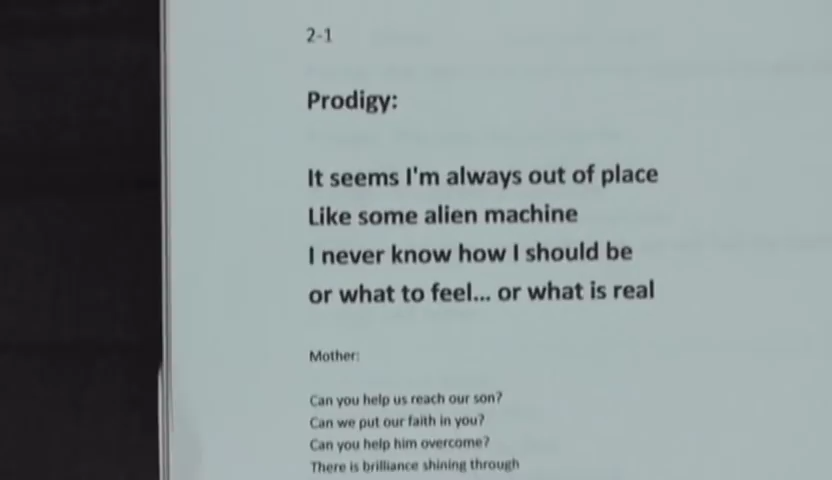 2-1
Prodigy:
It seems I'm always out of place
Like some alien machine
I never know how I should be
or what to feel... or what is real
Mother:
Can you help us reach our son?
Can we put our faith in you?
Can you help him overcome?
There is brilliance shining through